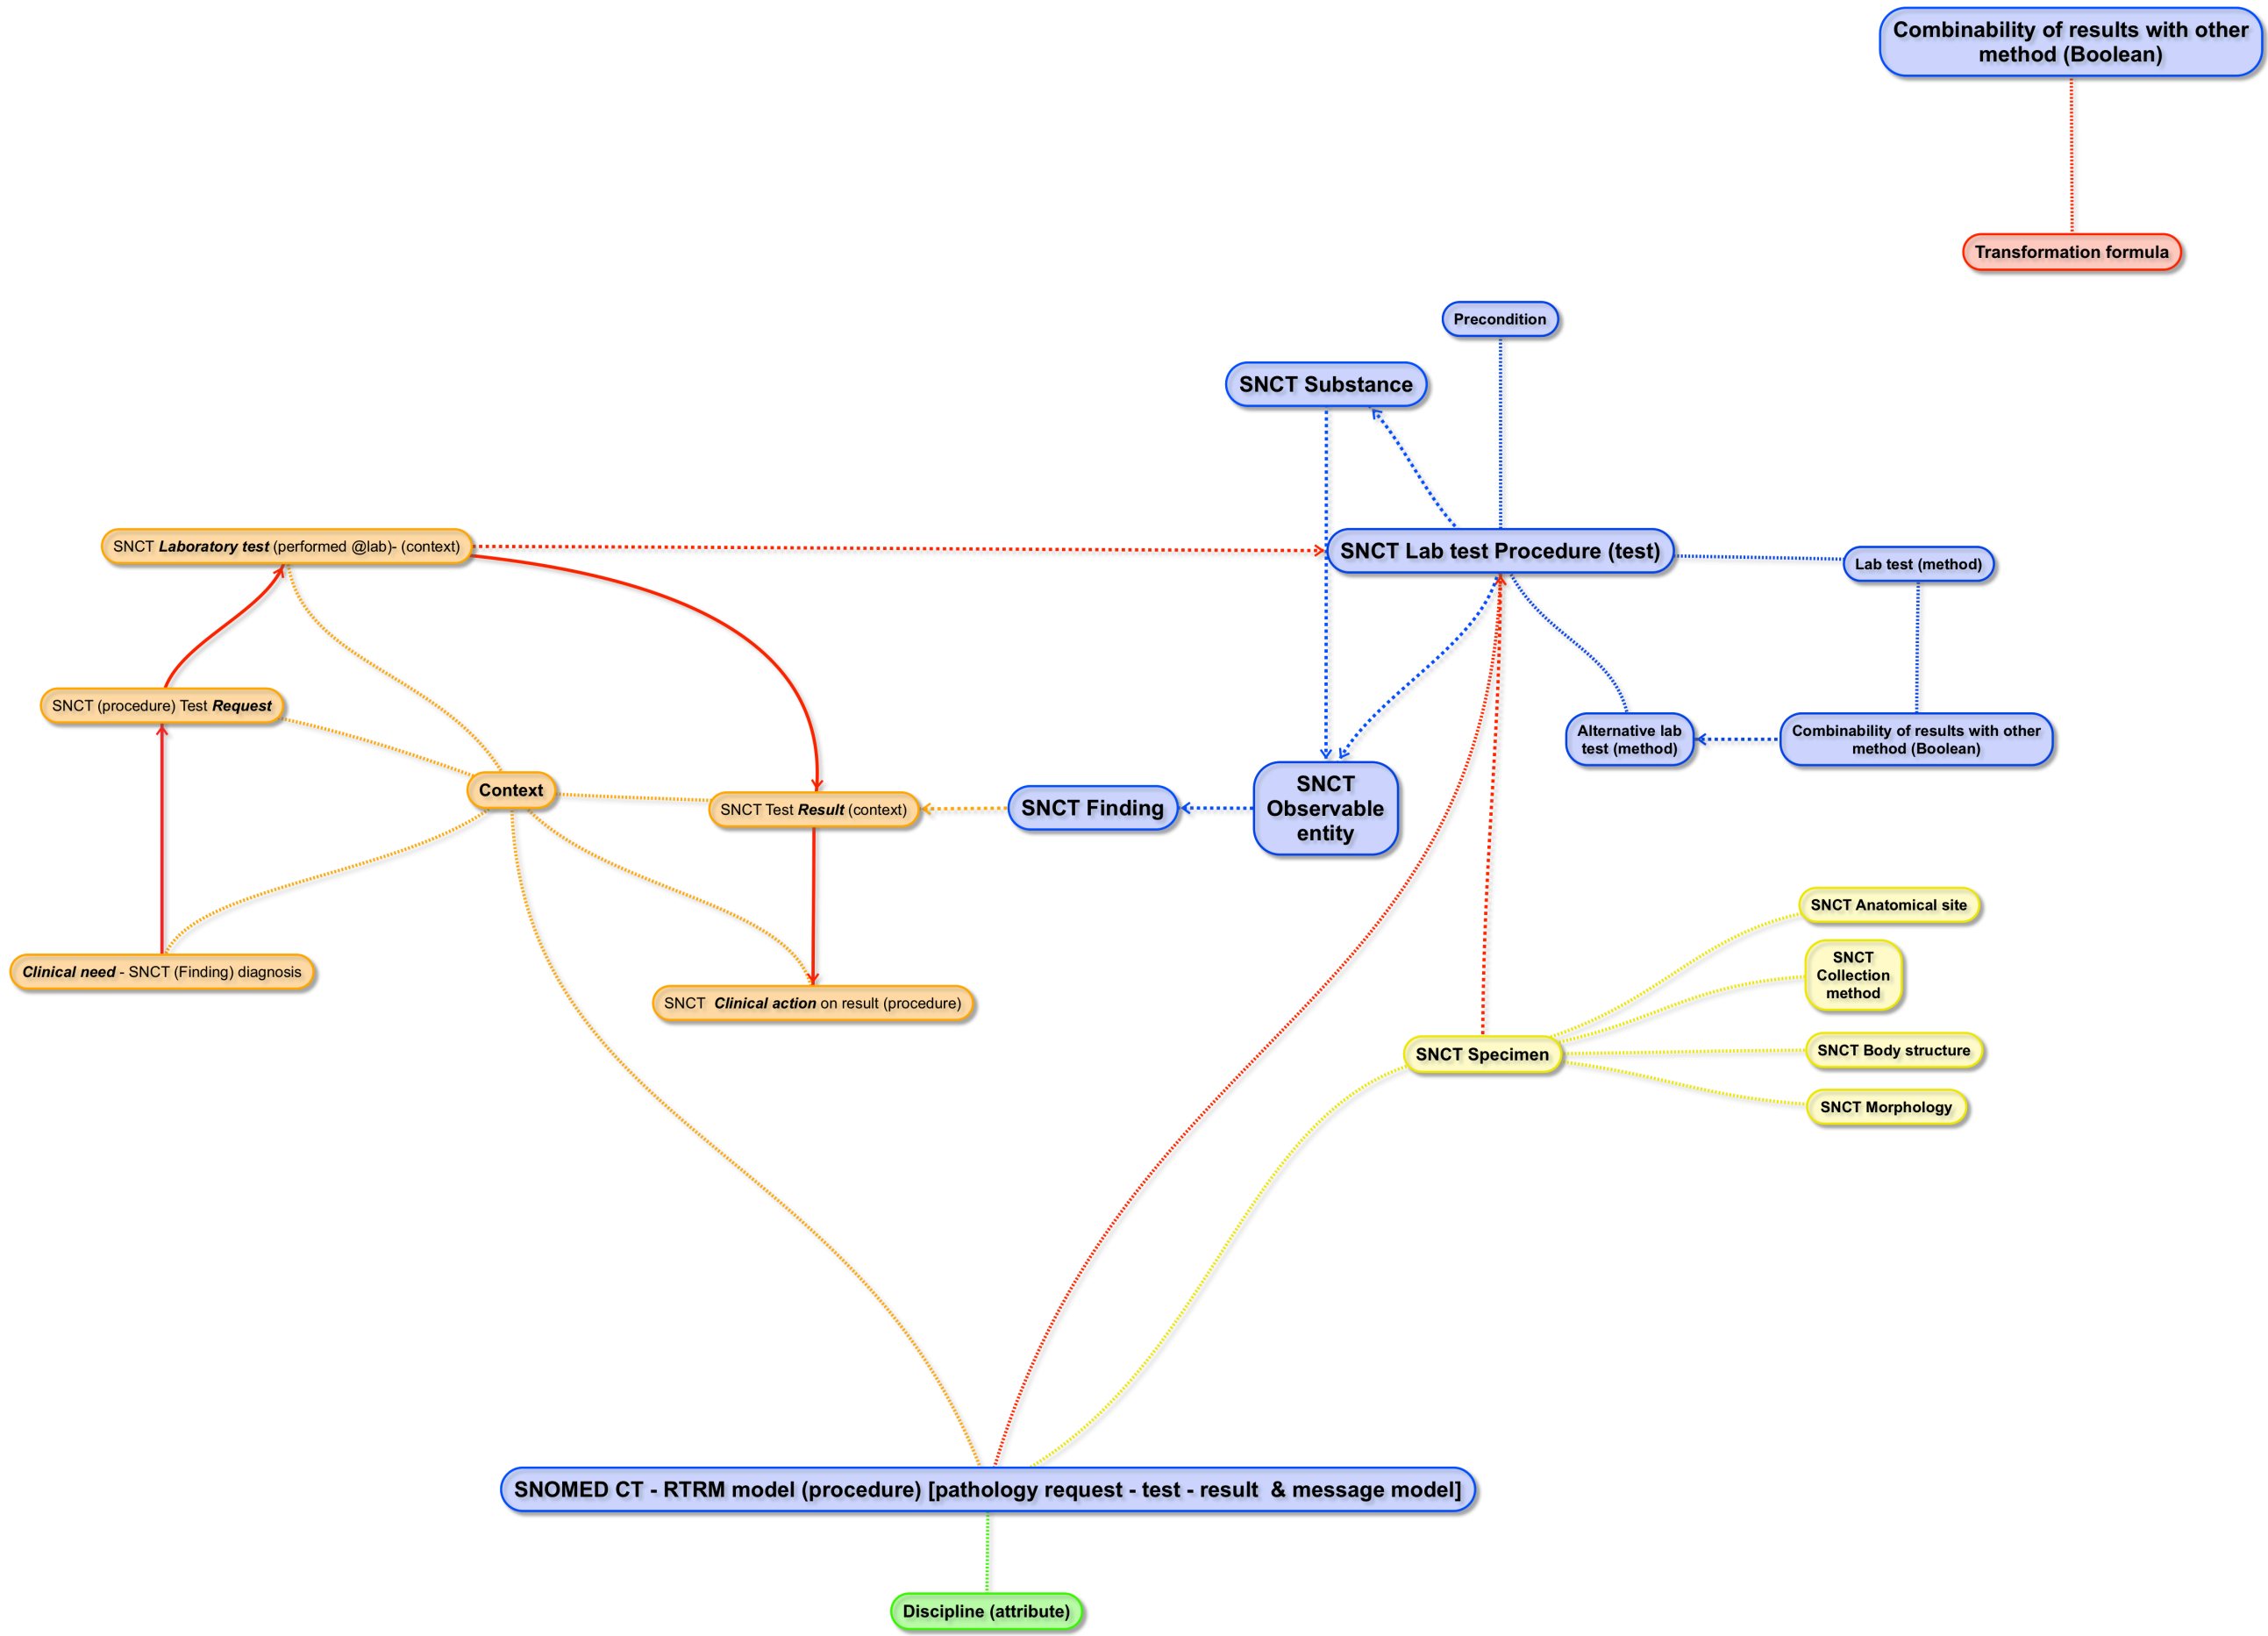 Combinability of results with other
method (Boolean)
Transformation formula
Precondition
SNCT Substance
SNCT Laboratory test (performed @lab)- (context)
SNCT Lab test Procedure (test)
Lab test (method)
SNCT (procedure) Test Request
Alternative lab
test (method)
Combinability of results with other
method (Boolean)
Context
SNCT Test Result (context)
SNCT Finding
SNCT
Observable
entity
SNCT Anatomical site
SNCT
Collection
method
Clinical need - SNCT (Finding) diagnosis
SNCT  Clinical action on result (procedure)
SNCT Specimen
SNCT Body structure
SNCT Morphology
SNOMED CT - RTRM model (procedure) [pathology request - test - result  & message model]
Discipline (attribute)